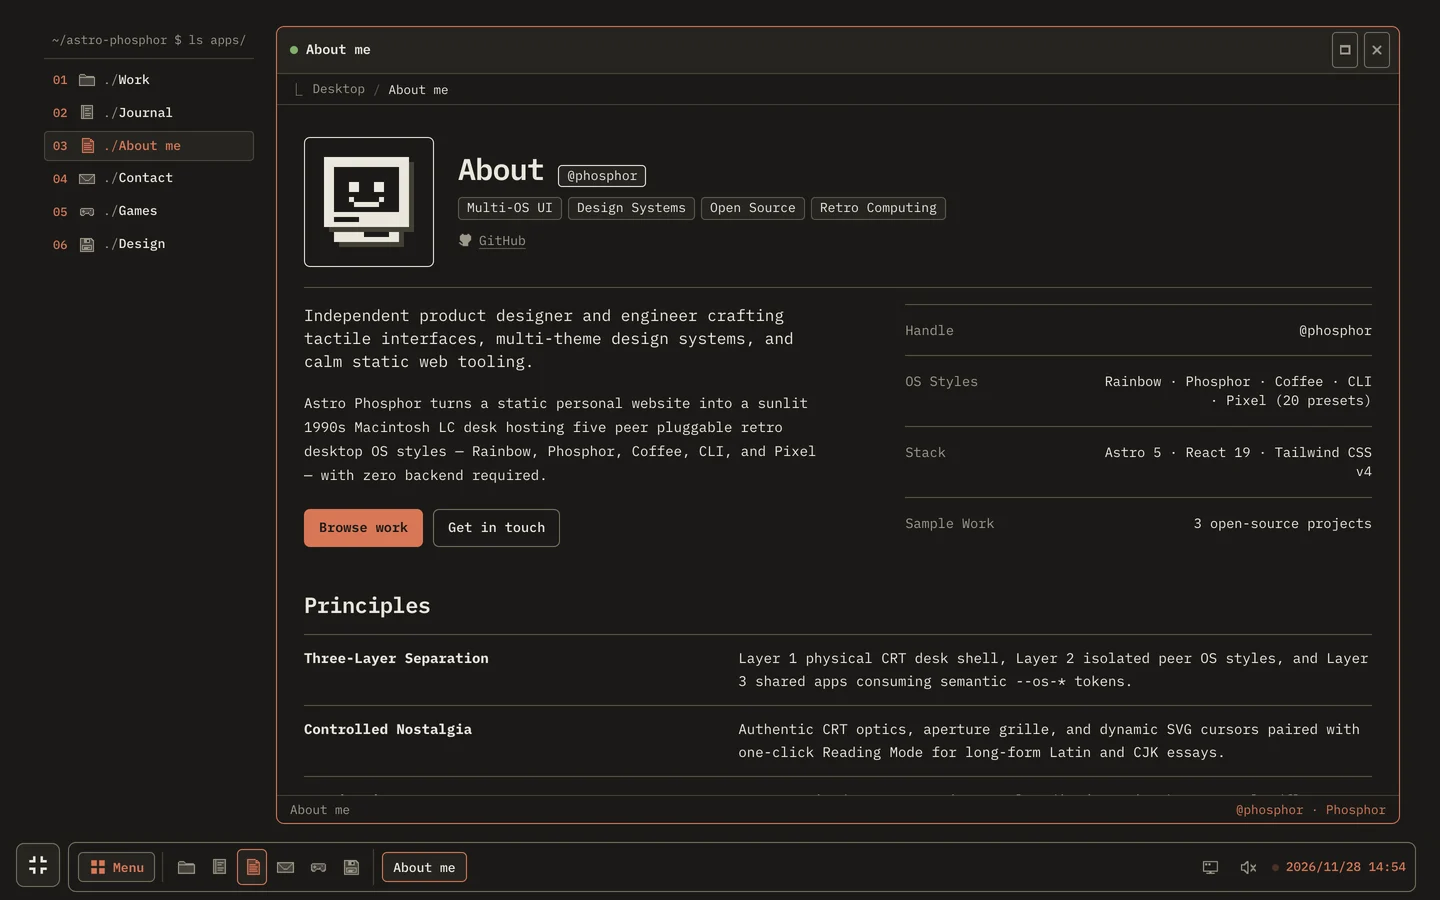 ~/astro-phosphor $ ls apps/
01 ./Work
02 ./Journal
03 ./About me
04 ./Contact
05 ./Games
06 ./Design
About me
Desktop / About me
About @phosphor
Multi-OS UI Design Systems Open Source Retro Computing
GitHub
Independent product designer and engineer crafting
tactile interfaces, multi-theme design systems, and
calm static web tooling.
Astro Phosphor turns a static personal website into a sunlit
1990s Macintosh LC desk hosting five peer pluggable retro
desktop OS styles — Rainbow, Phosphor, Coffee, CLI, and Pixel
— with zero backend required.
Browse work Get in touch
Handle @phosphor
OS Styles Rainbow · Phosphor · Coffee · CLI
· Pixel (20 presets)
Stack Astro 5 · React 19 · Tailwind CSS
v4
Sample Work 3 open-source projects
Principles
Three-Layer Separation Layer 1 physical CRT desk shell, Layer 2 isolated peer OS styles, and Layer
3 shared apps consuming semantic --os-* tokens.
Controlled Nostalgia Authentic CRT optics, aperture grille, and dynamic SVG cursors paired with
one-click Reading Mode for long-form Latin and CJK essays.
About me @phosphor · Phosphor
Menu About me 2026/11/28 14:54